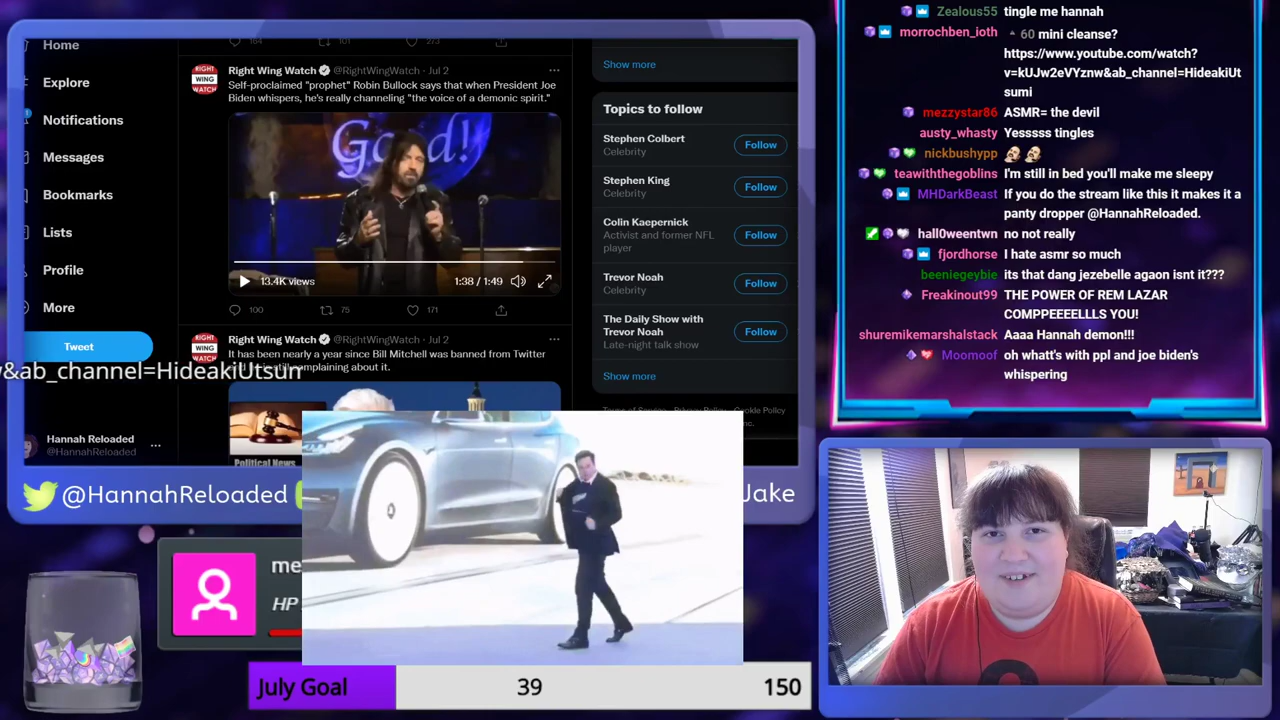 Home
Explore
Notifications
Messages
Bookmarks
Lists
Profile
More
Tweet
Hannah Reloaded
@HannahReloaded
Right Wing Watch @RightWingWatch · Jul 2
Self-proclaimed "prophet" Robin Bullock says that when President Joe
Biden whispers, he's really channeling "the voice of a demonic spirit."
Good!
13.4K views
1:38 / 1:49
100
75
171
Right Wing Watch @RightWingWatch · Jul 2
It has been nearly a year since Bill Mitchell was banned from Twitter
still complaining about it.
Political News
&ab_channel=HideakiUtsun
Show more
Topics to follow
Stephen Colbert
Celebrity
Follow
Stephen King
Celebrity
Follow
Colin Kaepernick
Activist and former NFL
player
Follow
Trevor Noah
Celebrity
Follow
The Daily Show with
Trevor Noah
Late-night talk show
Follow
Show more
@HannahReloaded
Jake
me
HP
July Goal
39
150
Zealous55 tingle me hannah
morrochben_ioth 60 mini cleanse?
https://www.youtube.com/watch?
v=kUJw2eVYznw&ab_channel=HideakiUt
sumi
mezzystar86 ASMR= the devil
austy_whasty Yesssss tingles
nickbushypp
teawiththegoblins I'm still in bed you'll make me sleepy
MHDarkBeast If you do the stream like this it makes it a
panty dropper @HannahReloaded.
hall0weentwn no not really
fjordhorse I hate asmr so much
beeniegeybie its that dang jezebelle agaon isnt it???
Freakinout99 THE POWER OF REM LAZAR
COMPPEEEELLLS YOU!
shuremikemarshalstack Aaaa Hannah demon!!!
Moomoof oh whatt's with ppl and joe biden's
whispering